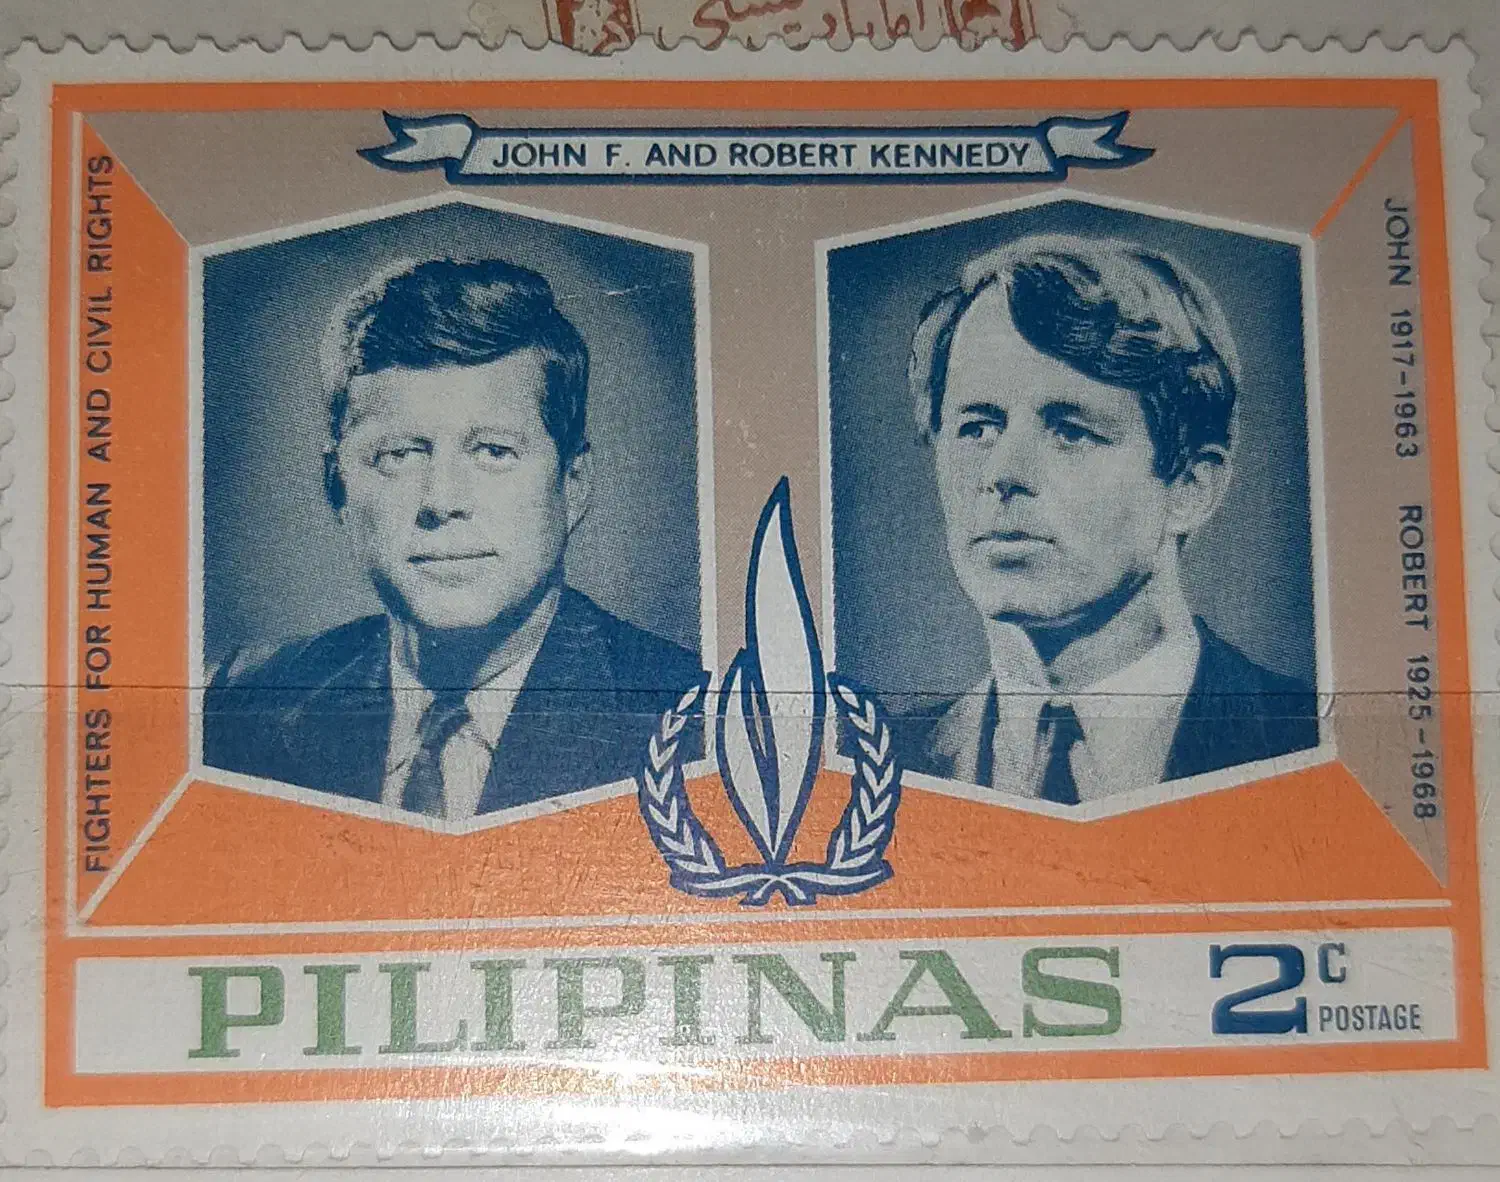 JOHN F. AND ROBERT KENNEDY
FIGHTERS FOR HUMAN AND CIVIL RIGHTS
JOHN 1917-1963 ROBERT 1925-1968
PILIPINAS 2C
POSTAGE